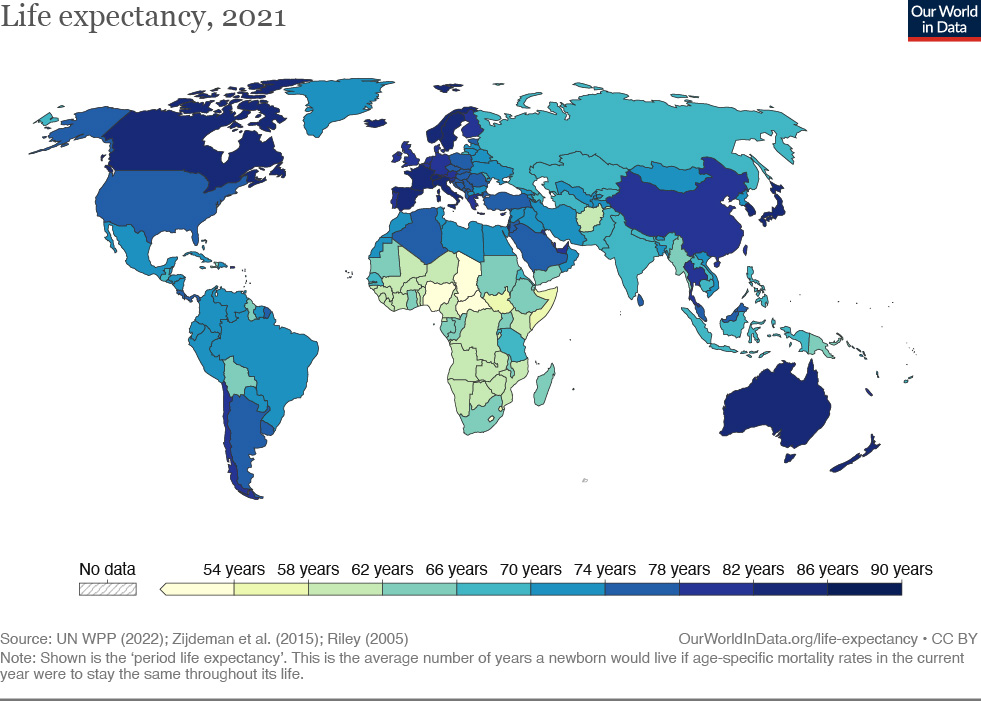 Life expectancy, 2021
Our World
in Data
No data
54 years
58 years
62 years
66 years
70 years
74 years
78 years
82 years
86 years
90 years
Source: UN WPP (2022); Zijdeman et al. (2015); Riley (2005)
OurWorldInData.org/life-expectancy • CC BY
Note: Shown is the ‘period life expectancy’. This is the average number of years a newborn would live if age-specific mortality rates in the current
year were to stay the same throughout its life.